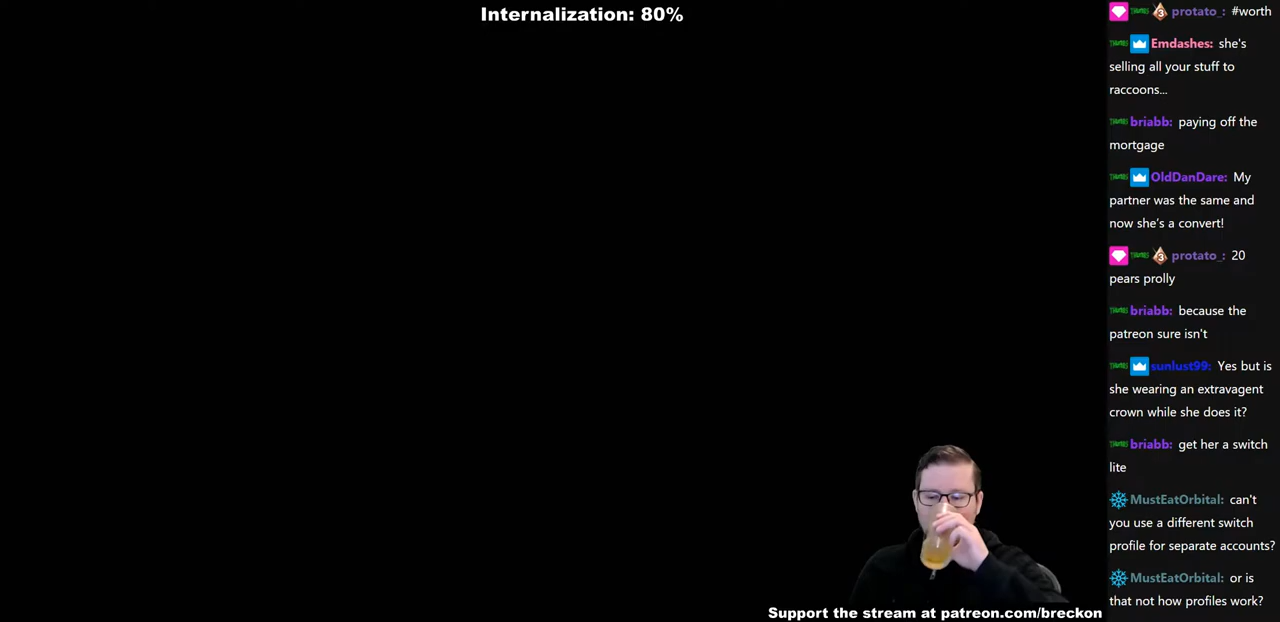 Internalization: 80%
protato_: #worth
Emdashes: she's
selling all your stuff to
raccoons...
briabb: paying off the
mortgage
OldDanDare: My
partner was the same and
now she's a convert!
protato_: 20
pears prolly
briabb: because the
patreon sure isn't
sunlust99: Yes but is
she wearing an extravagent
crown while she does it?
briabb: get her a switch
lite
MustEatOrbital: can't
you use a different switch
profile for separate accounts?
MustEatOrbital: or is
that not how profiles work?
Support the stream at patreon.com/breckon